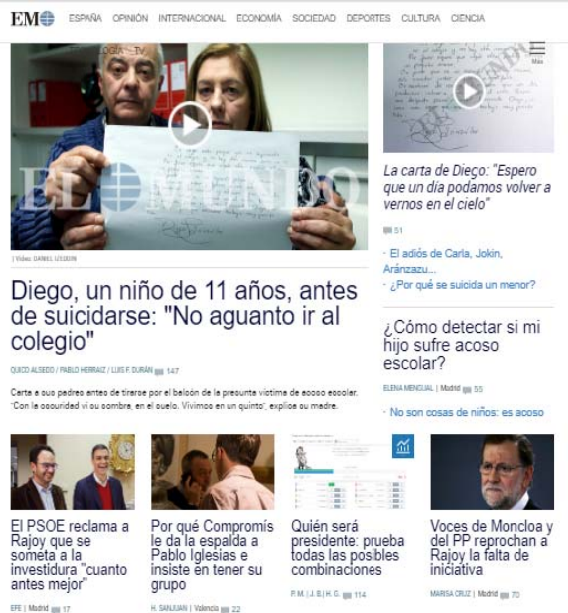 EM
ESPAÑA OPINIÓN INTERNACIONAL ECONOMÍA SOCIEDAD DEPORTES CULTURA CIENCIA
TV
Más
EL MUNDO
| Vídeo: DANIEL
Diego, un niño de 11 años, antes
de suicidarse: "No aguanto ir al
colegio"
QUICO ALSEDO / PABLO HERRAIZ / LUIS F. DURÁN 147
Carta a sus padres antes de tirarse por el balcón de la presunta víctima de acoso escolar.
"Con la oscuridad vi su sombra, en el suelo. Vivimos en un quinto", explica su madre.
La carta de Diego: "Espero
que un día podamos volver a
vernos en el cielo"
51
· El adiós de Carla, Jokin,
Aránzazu...
· ¿Por qué se suicida un menor?
¿Cómo detectar si mi
hijo sufre acoso
escolar?
ELENA MENGUAL | Madrid 55
· No son cosas de niños: es acoso
El PSOE reclama a
Rajoy que se
someta a la
investidura "cuanto
antes mejor"
EFE | Madrid 17
Por qué Compromís
le da la espalda a
Pablo Iglesias e
insiste en tener su
grupo
H. SANJUAN | Valencia 22
Quién será
presidente: prueba
todas las posibles
combinaciones
P. M. | J. B.| H. G. 114
Voces de Moncloa y
del PP reprochan a
Rajoy la falta de
iniciativa
MARISA CRUZ | Madrid 70